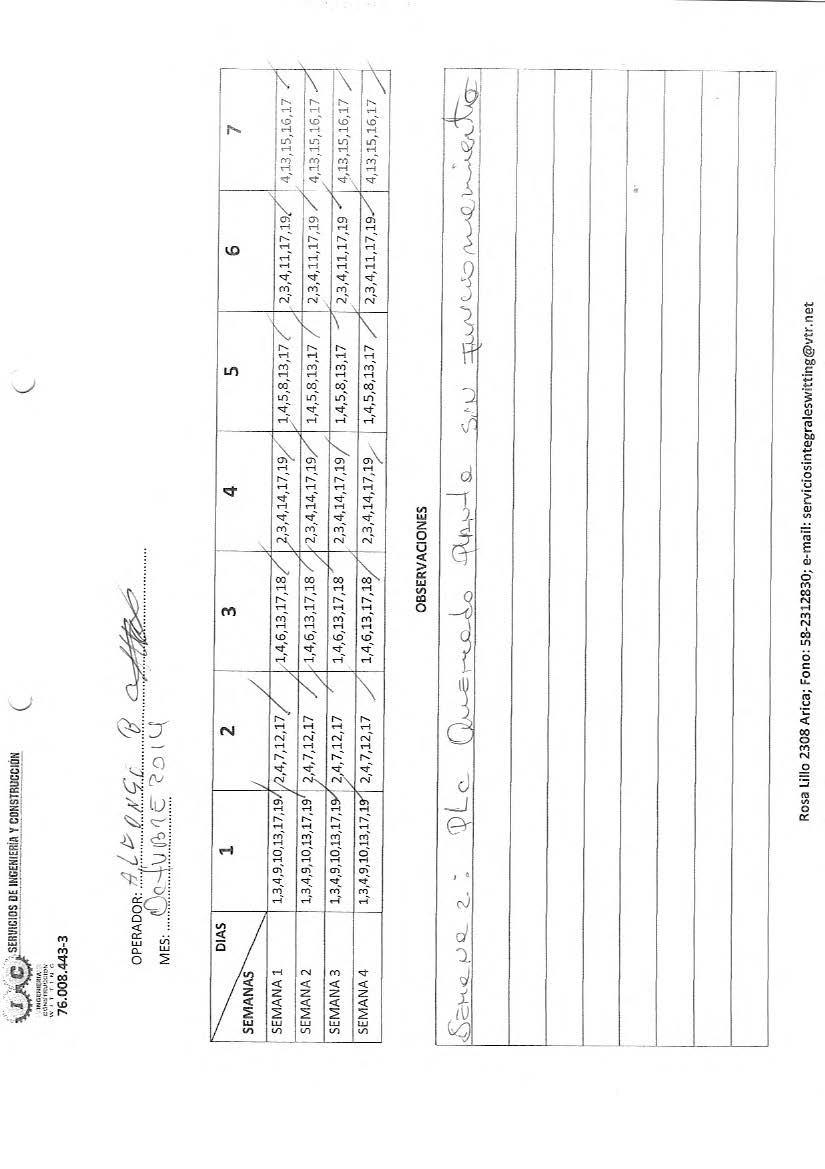 SERVICIOS DE INGENIERIA Y CONSTRUCCIÓN
I C
INGENIERIA
CONSTRUCCION
WITTING
76.008.443-3
OPERADOR: ALFONSO B
MES: OCTUBRE 2014
DIAS 1 2 3 4 5 6 7
SEMANAS
SEMANA 1 1,3,4,9,10,13,17,19 2,4,7,12,17 1,4,6,13,17,18 2,3,4,14,17,19 1,4,5,8,13,17 2,3,4,11,17,19 4,13,15,16,17
SEMANA 2 1,3,4,9,10,13,17,19 2,4,7,12,17 1,4,6,13,17,18 2,3,4,14,17,19 1,4,5,8,13,17 2,3,4,11,17,19 4,13,15,16,17
SEMANA 3 1,3,4,9,10,13,17,19 2,4,7,12,17 1,4,6,13,17,18 2,3,4,14,17,19 1,4,5,8,13,17 2,3,4,11,17,19 4,13,15,16,17
SEMANA 4 1,3,4,9,10,13,17,19 2,4,7,12,17 1,4,6,13,17,18 2,3,4,14,17,19 1,4,5,8,13,17 2,3,4,11,17,19 4,13,15,16,17
OBSERVACIONES
Semana 2: PLC Quemado Planta sin Funcionamiento
Rosa Lillo 2308 Arica; Fono: 58-2312830; e-mail: serviciosintegraleswitting@vtr.net